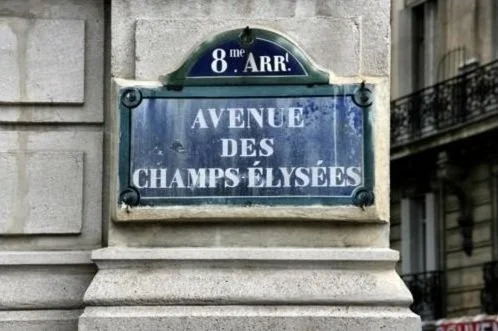 8me. ARRt.
AVENUE
DES
CHAMPS-ÉLYSÉES